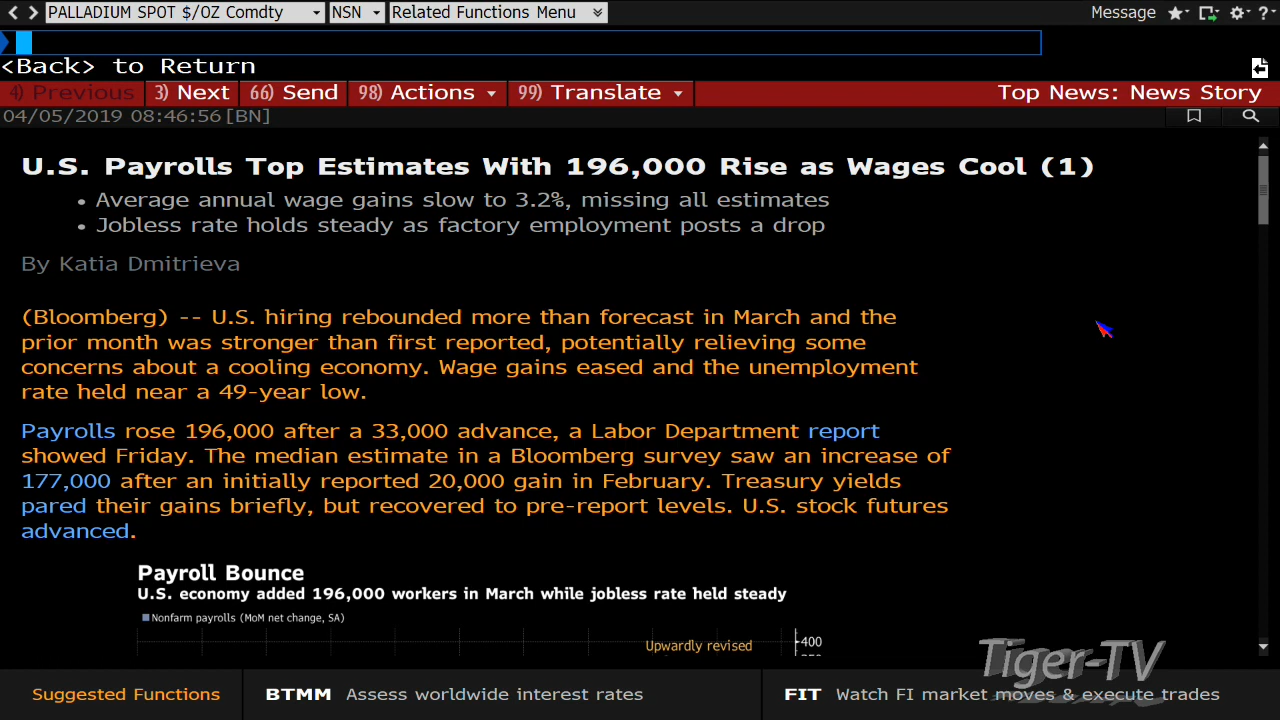 PALLADIUM SPOT $/OZ Comdty NSN Related Functions Menu Message ?
<Back> to Return
4) Previous 3) Next 66) Send 98) Actions 99) Translate Top News: News Story
04/05/2019 08:46:56 [BN]
U.S. Payrolls Top Estimates With 196,000 Rise as Wages Cool (1)
• Average annual wage gains slow to 3.2%, missing all estimates
• Jobless rate holds steady as factory employment posts a drop
By Katia Dmitrieva
(Bloomberg) -- U.S. hiring rebounded more than forecast in March and the
prior month was stronger than first reported, potentially relieving some
concerns about a cooling economy. Wage gains eased and the unemployment
rate held near a 49-year low.
Payrolls rose 196,000 after a 33,000 advance, a Labor Department report
showed Friday. The median estimate in a Bloomberg survey saw an increase of
177,000 after an initially reported 20,000 gain in February. Treasury yields
pared their gains briefly, but recovered to pre-report levels. U.S. stock futures
advanced.
Payroll Bounce
U.S. economy added 196,000 workers in March while jobless rate held steady
Nonfarm payrolls (MoM net change, SA)
Upwardly revised 400
Tiger-TV
Suggested Functions BTMM Assess worldwide interest rates FIT Watch FI market moves & execute trades